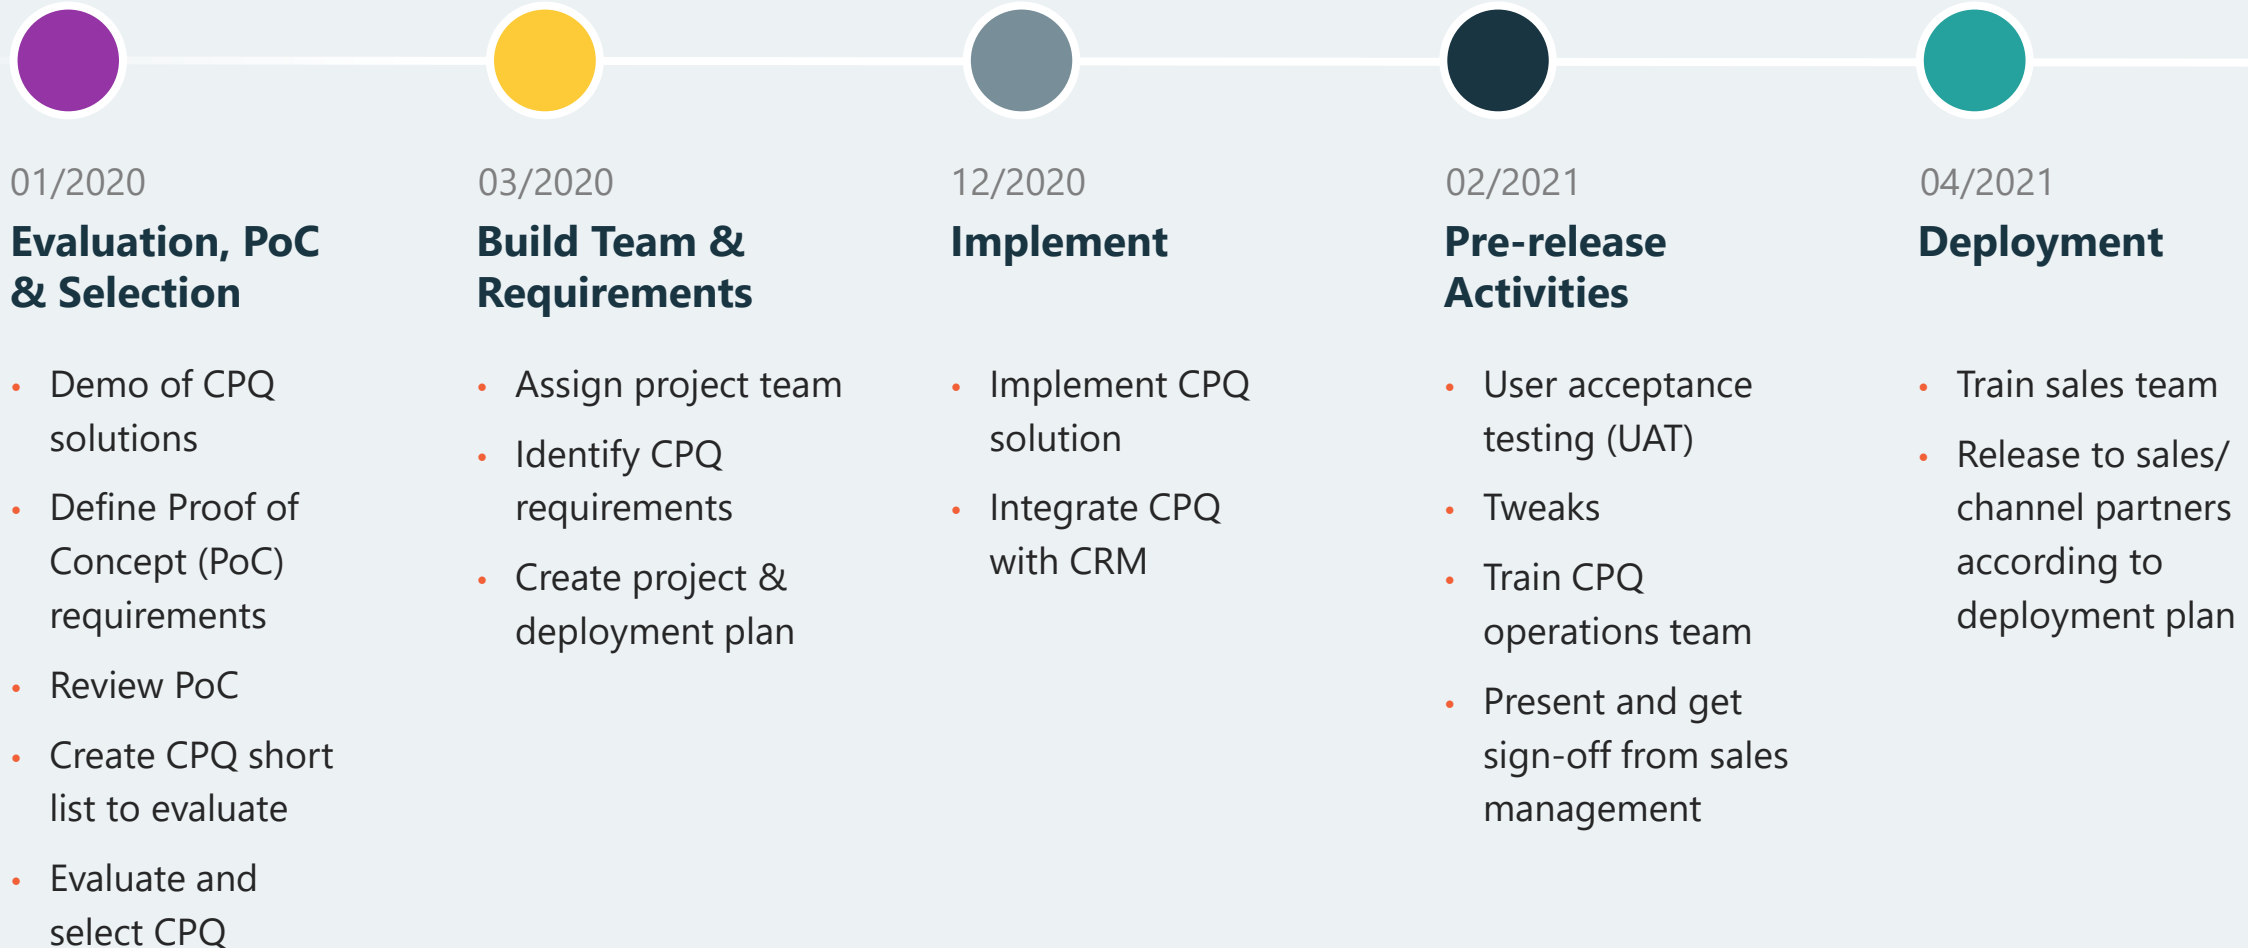 01/2020
Evaluation, PoC
& Selection
• Demo of CPQ
solutions
• Define Proof of
Concept (PoC)
requirements
• Review PoC
• Create CPQ short
list to evaluate
• Evaluate and
select CPQ
03/2020
Build Team &
Requirements
• Assign project team
• Identify CPQ
requirements
• Create project &
deployment plan
12/2020
Implement
• Implement CPQ
solution
• Integrate CPQ
with CRM
02/2021
Pre-release
Activities
• User acceptance
testing (UAT)
• Tweaks
• Train CPQ
operations team
• Present and get
sign-off from sales
management
04/2021
Deployment
• Train sales team
• Release to sales/
channel partners
according to
deployment plan